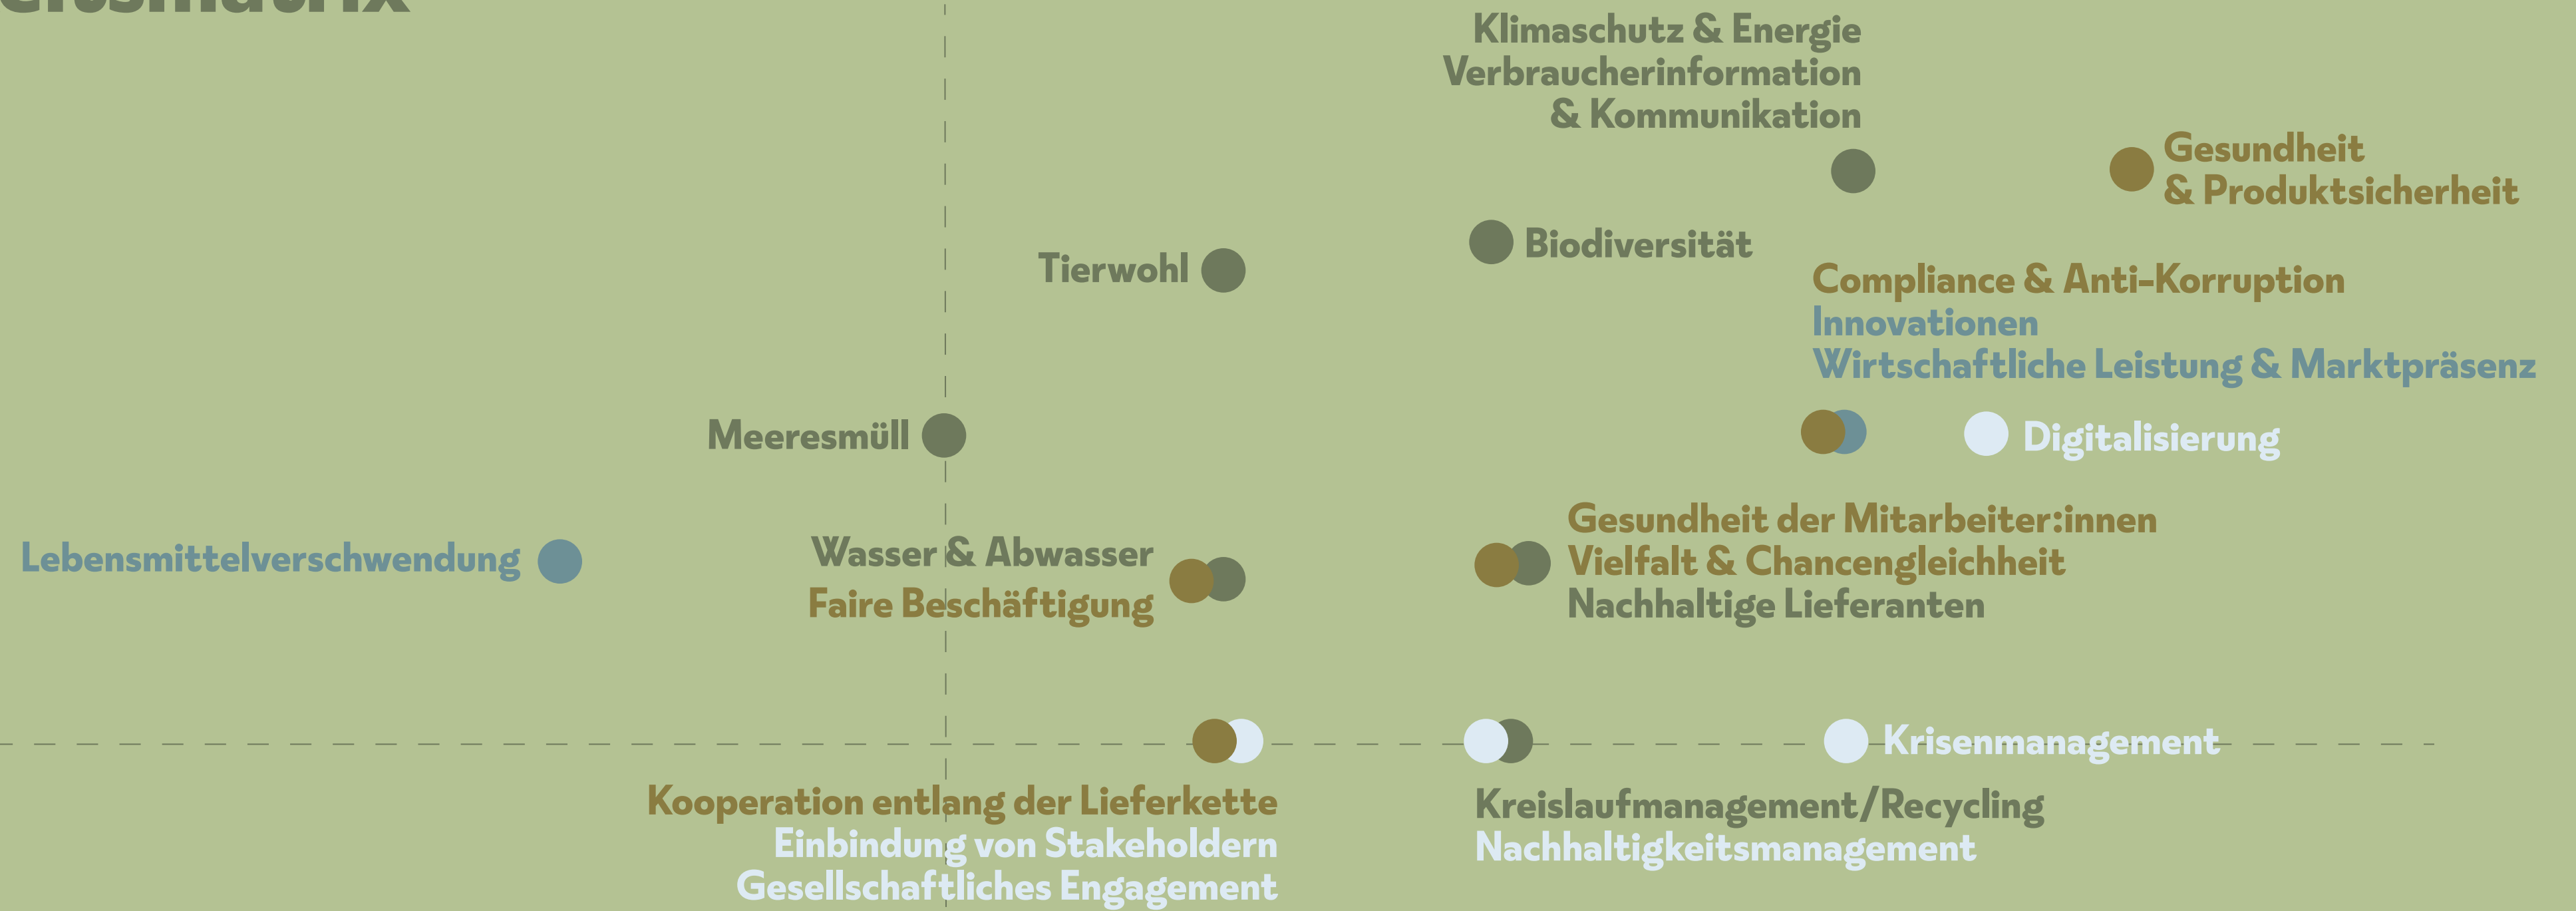 Klimaschutz & Energie
Verbraucherinformation
& Kommunikation
Gesundheit
& Produktsicherheit
Tierwohl
Biodiversität
Compliance & Anti-Korruption
Innovationen
Wirtschaftliche Leistung & Marktpräsenz
Meeresmüll
Digitalisierung
Lebensmittelverschwendung
Wasser & Abwasser
Faire Beschäftigung
Gesundheit der Mitarbeiter:innen
Vielfalt & Chancengleichheit
Nachhaltige Lieferanten
Krisenmanagement
Kooperation entlang der Lieferkette
Einbindung von Stakeholdern
Gesellschaftliches Engagement
Kreislaufmanagement/Recycling
Nachhaltigkeitsmanagement